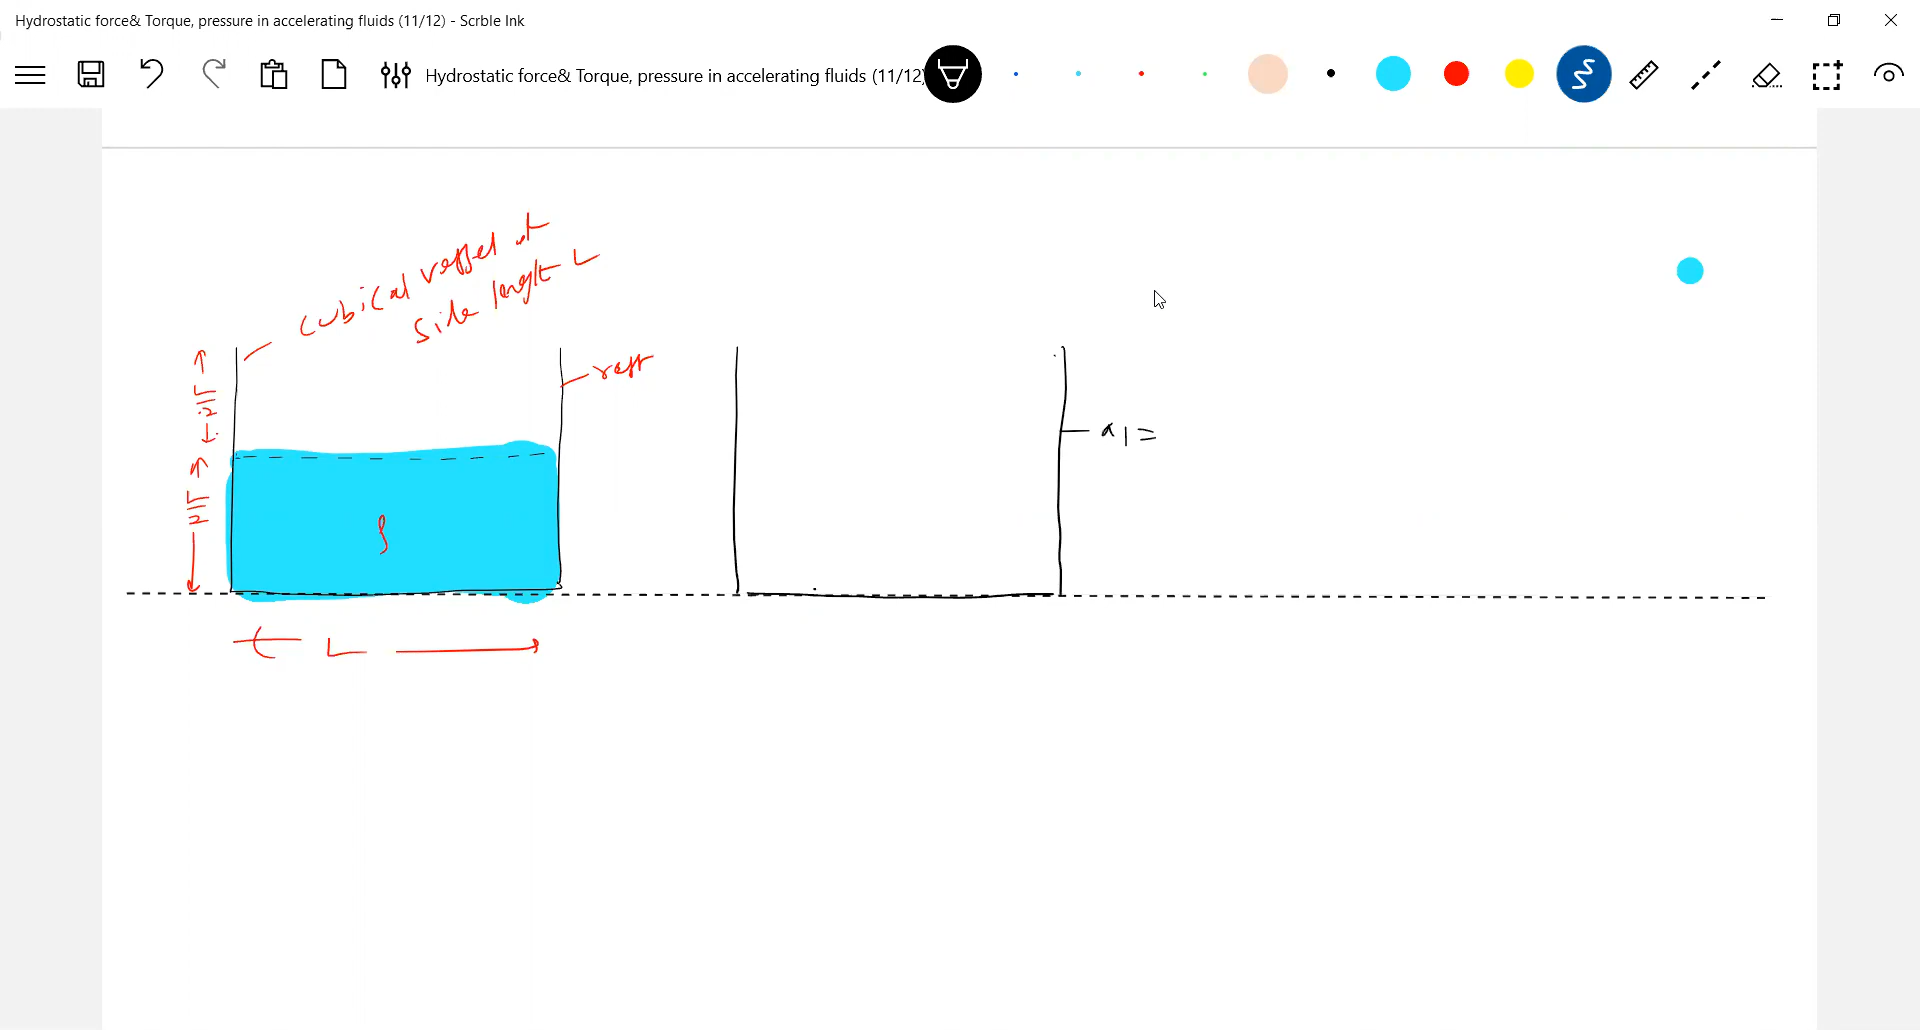 Hydrostatic force& Torque, pressure in accelerating fluids (11/12) - Scrble Ink
Hydrostatic force& Torque, pressure in accelerating fluids (11/12)
cubical vessel of
side length L
rest
L/2
L/2
ρ
a₁ =
L